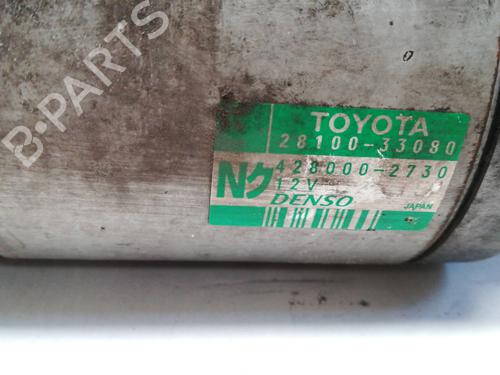 B-PARTS
TOYOTA
28100-33080
Nク 428000-2730
12V
DENSO
JAPAN